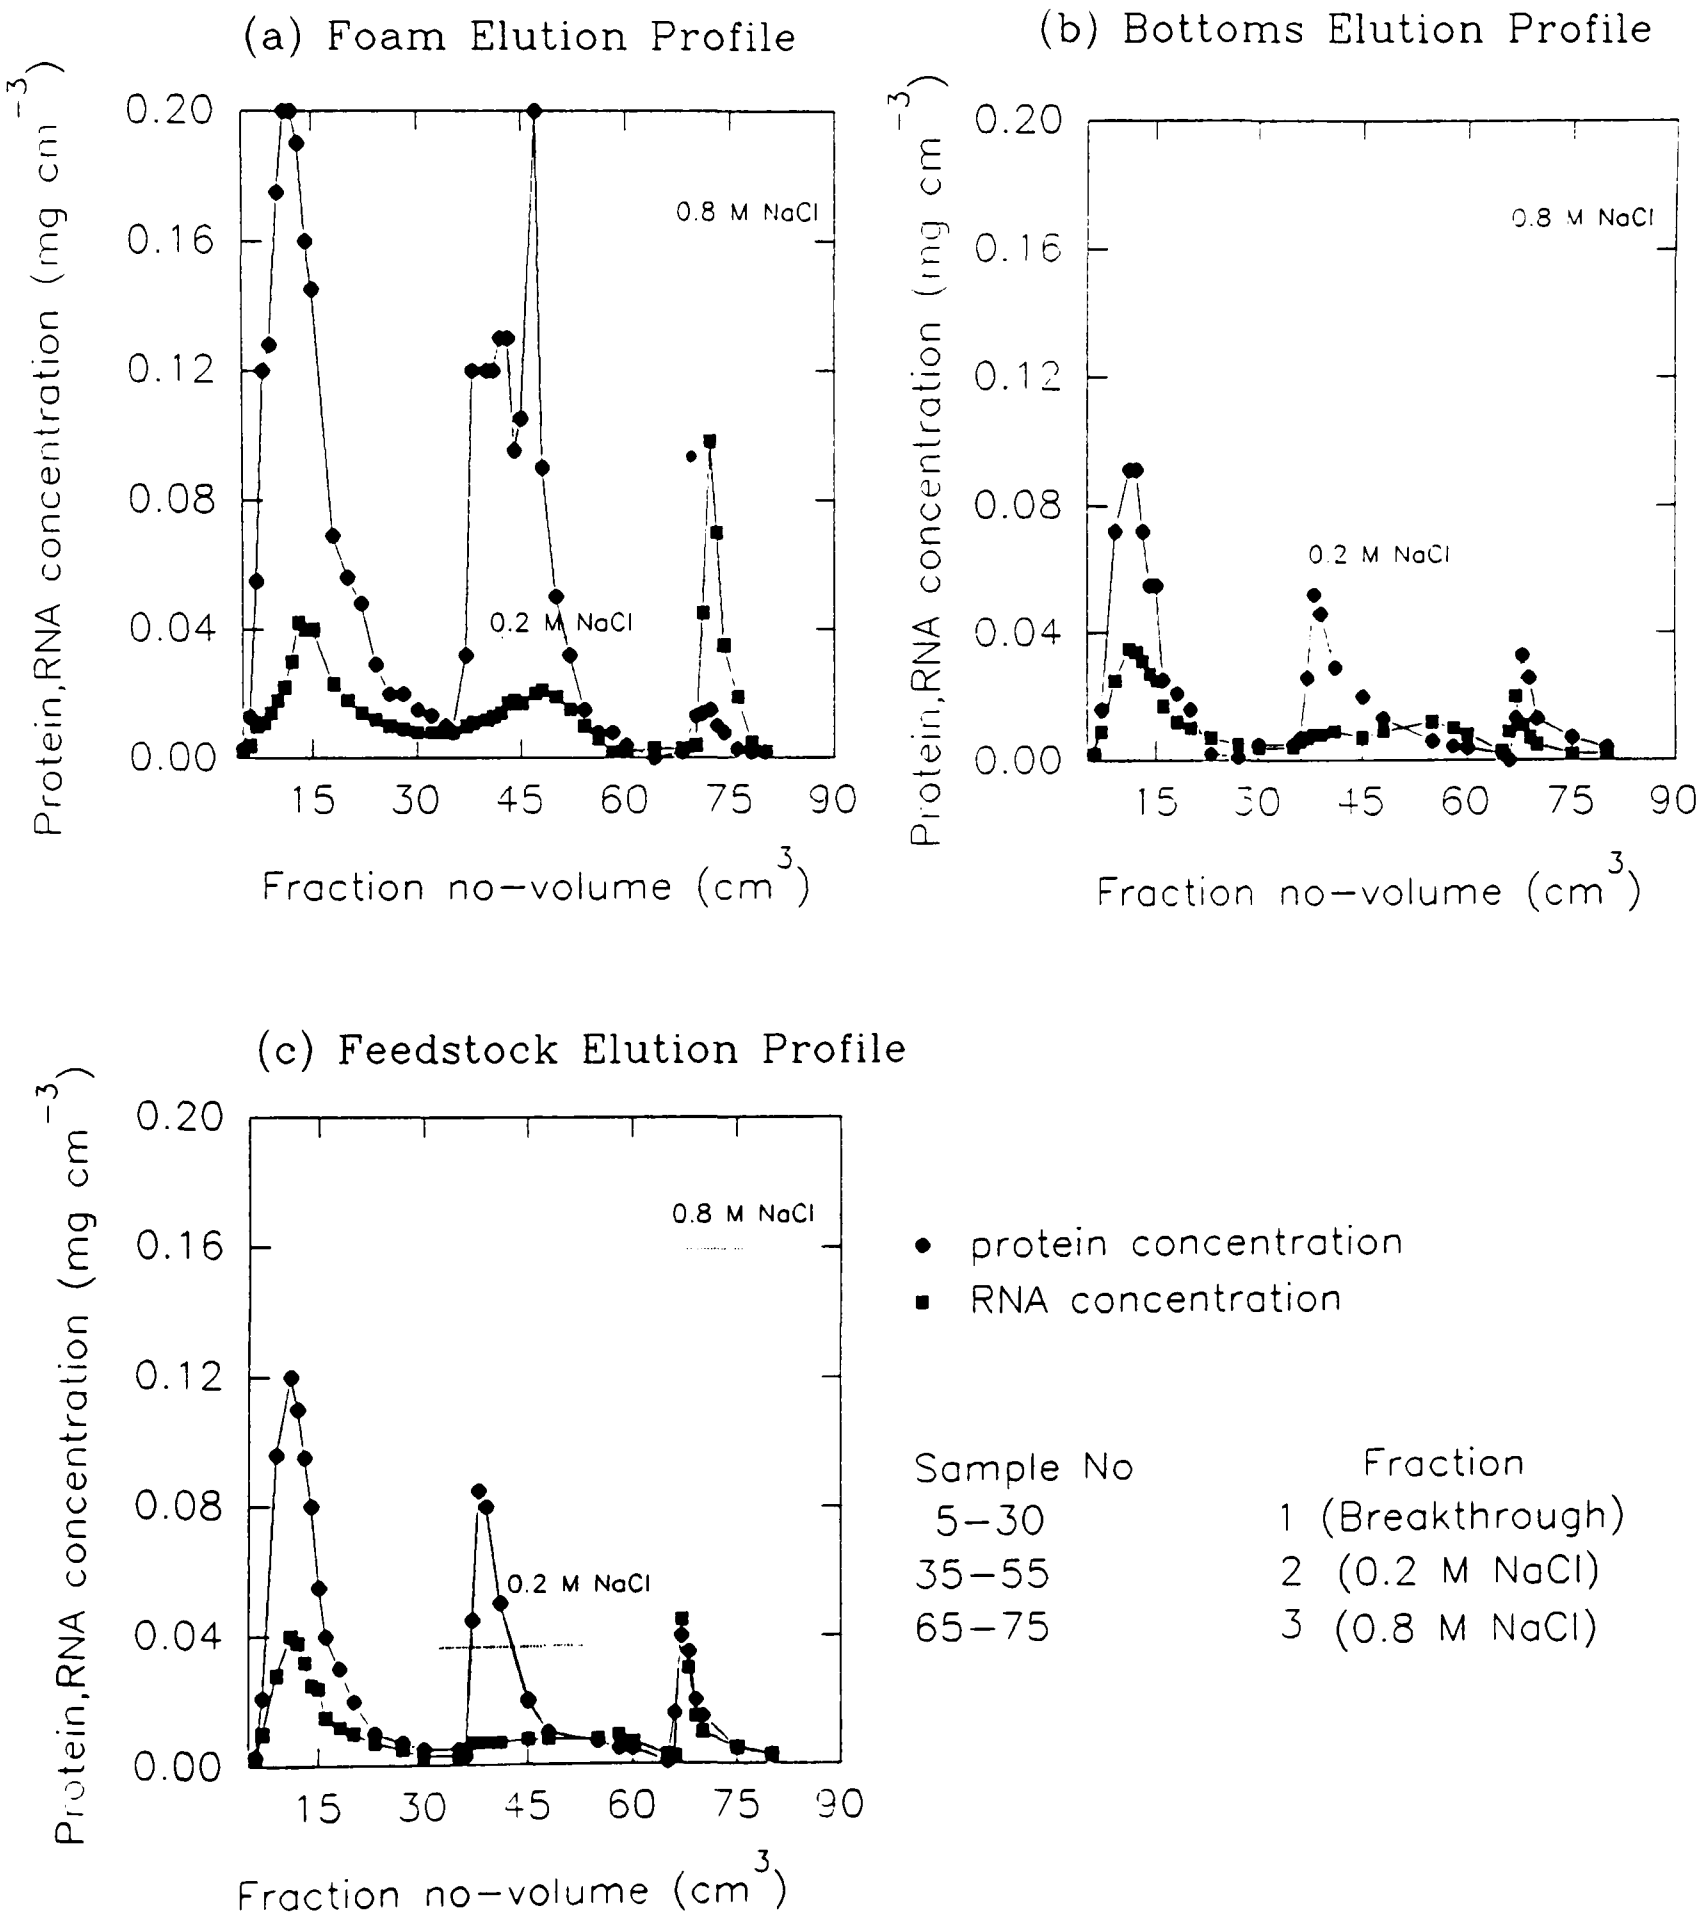 (a) Foam Elution Profile
Protein,RNA concentration (mg cm⁻³)
0.20
0.16
0.12
0.08
0.04
0.00
0.8 M NaCl
0.2 M NaCl
15 30 45 60 75 90
Fraction no-volume (cm³)
(b) Bottoms Elution Profile
Protein,RNA concentration (mg cm⁻³)
0.20
0.16
0.12
0.08
0.04
0.00
0.8 M NaCl
0.2 M NaCl
15 30 45 60 75 90
Fraction no-volume (cm³)
(c) Feedstock Elution Profile
Protein,RNA concentration (mg cm⁻³)
0.20
0.16
0.12
0.08
0.04
0.00
0.8 M NaCl
0.2 M NaCl
15 30 45 60 75 90
Fraction no-volume (cm³)
protein concentration
RNA concentration
Sample No Fraction
5-30 1 (Breakthrough)
35-55 2 (0.2 M NaCl)
65-75 3 (0.8 M NaCl)